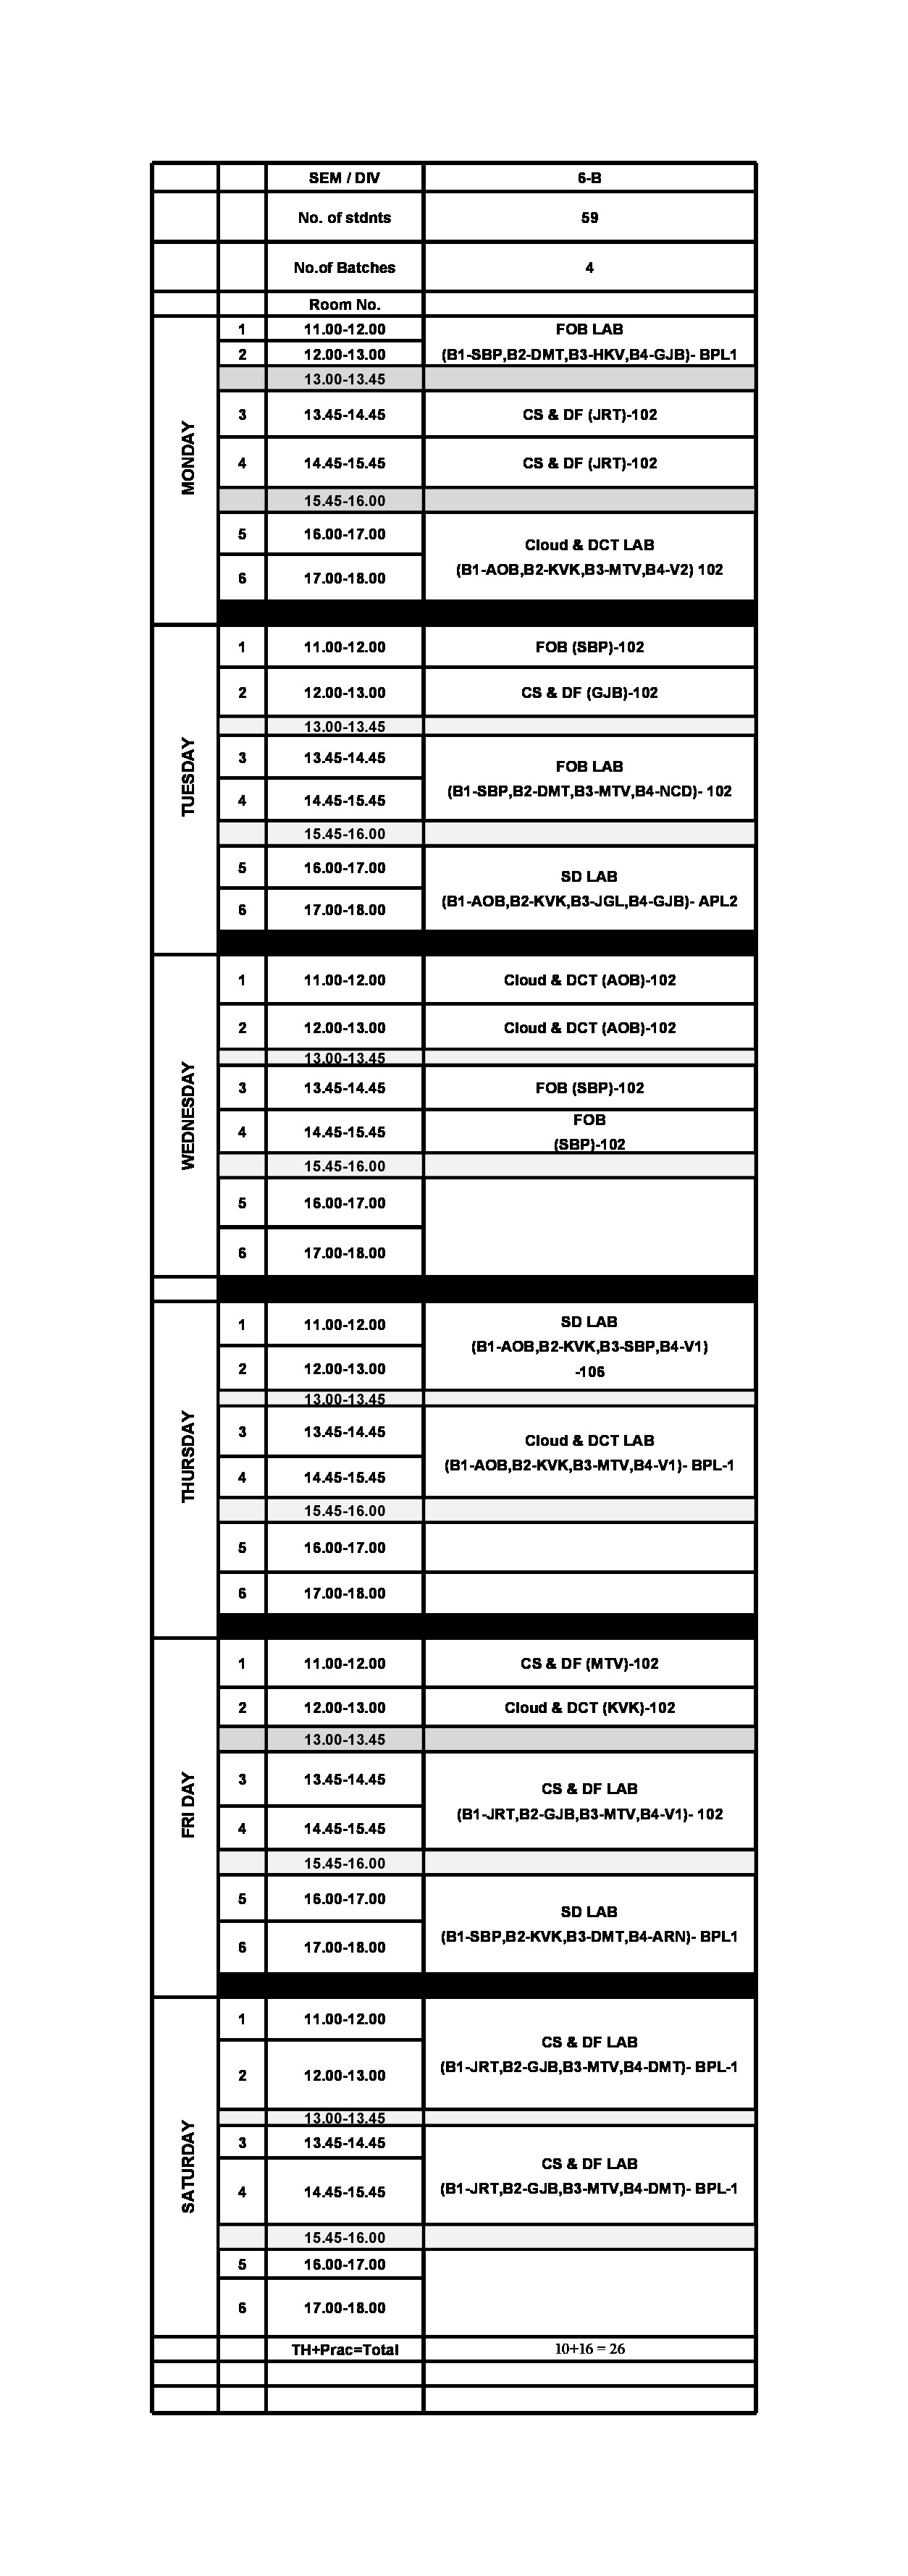 SEM / DIV 6-B
No. of stdnts 59
No.of Batches 4
Room No.
MONDAY
1 11.00-12.00 FOB LAB
2 12.00-13.00 (B1-SBP,B2-DMT,B3-HKV,B4-GJB)- BPL1
13.00-13.45
3 13.45-14.45 CS & DF (JRT)-102
4 14.45-15.45 CS & DF (JRT)-102
15.45-16.00
5 16.00-17.00 Cloud & DCT LAB
6 17.00-18.00 (B1-AOB,B2-KVK,B3-MTV,B4-V2) 102
TUESDAY
1 11.00-12.00 FOB (SBP)-102
2 12.00-13.00 CS & DF (GJB)-102
13.00-13.45
3 13.45-14.45 FOB LAB
4 14.45-15.45 (B1-SBP,B2-DMT,B3-MTV,B4-NCD)- 102
15.45-16.00
5 16.00-17.00 SD LAB
6 17.00-18.00 (B1-AOB,B2-KVK,B3-JGL,B4-GJB)- APL2
WEDNESDAY
1 11.00-12.00 Cloud & DCT (AOB)-102
2 12.00-13.00 Cloud & DCT (AOB)-102
13.00-13.45
3 13.45-14.45 FOB (SBP)-102
4 14.45-15.45 FOB
(SBP)-102
15.45-16.00
5 16.00-17.00
6 17.00-18.00
THURSDAY
1 11.00-12.00 SD LAB
(B1-AOB,B2-KVK,B3-SBP,B4-V1)
2 12.00-13.00 -106
13.00-13.45
3 13.45-14.45 Cloud & DCT LAB
4 14.45-15.45 (B1-AOB,B2-KVK,B3-MTV,B4-V1)- BPL-1
15.45-16.00
5 16.00-17.00
6 17.00-18.00
FRI DAY
1 11.00-12.00 CS & DF (MTV)-102
2 12.00-13.00 Cloud & DCT (KVK)-102
13.00-13.45
3 13.45-14.45 CS & DF LAB
4 14.45-15.45 (B1-JRT,B2-GJB,B3-MTV,B4-V1)- 102
15.45-16.00
5 16.00-17.00 SD LAB
6 17.00-18.00 (B1-SBP,B2-KVK,B3-DMT,B4-ARN)- BPL1
SATURDAY
1 11.00-12.00 CS & DF LAB
2 12.00-13.00 (B1-JRT,B2-GJB,B3-MTV,B4-DMT)- BPL-1
13.00-13.45
3 13.45-14.45 CS & DF LAB
4 14.45-15.45 (B1-JRT,B2-GJB,B3-MTV,B4-DMT)- BPL-1
15.45-16.00
5 16.00-17.00
6 17.00-18.00
TH+Prac=Total 10+16 = 26